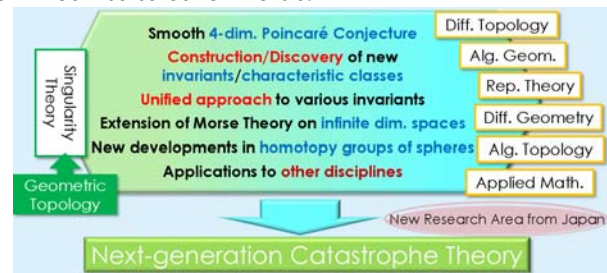 Smooth 4-dim. Poincaré Conjecture
Construction/Discovery of new
invariants/characteristic classes
Unified approach to various invariants
Extension of Morse Theory on infinite dim. spaces
New developments in homotopy groups of spheres
Applications to other disciplines
Singularity
Theory
Geometric
Topology
Diff. Topology
Alg. Geom.
Rep. Theory
Diff. Geometry
Alg. Topology
Applied Math.
New Research Area from Japan
Next-generation Catastrophe Theory